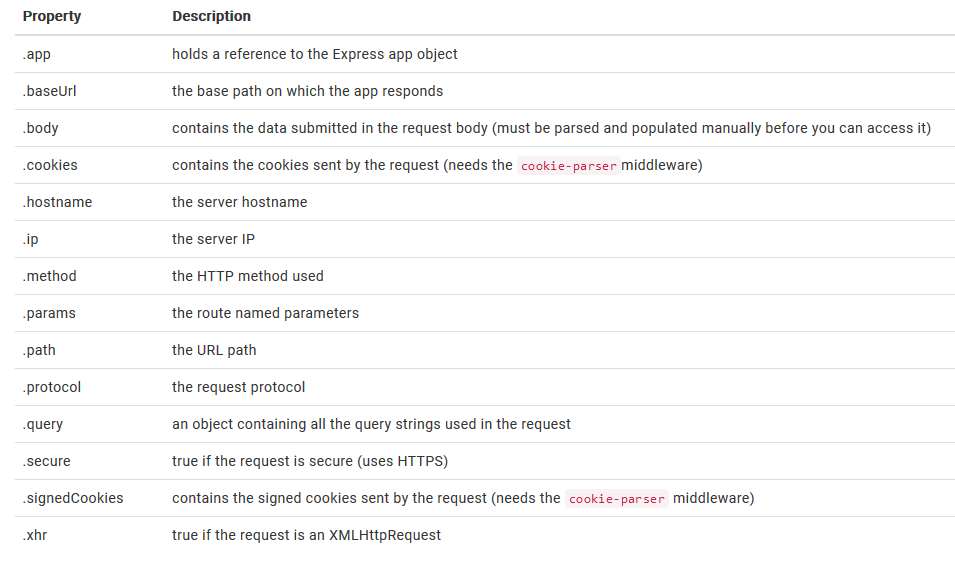 Property Description
.app holds a reference to the Express app object
.baseUrl the base path on which the app responds
.body contains the data submitted in the request body (must be parsed and populated manually before you can access it)
.cookies contains the cookies sent by the request (needs the cookie-parser middleware)
.hostname the server hostname
.ip the server IP
.method the HTTP method used
.params the route named parameters
.path the URL path
.protocol the request protocol
.query an object containing all the query strings used in the request
.secure true if the request is secure (uses HTTPS)
.signedCookies contains the signed cookies sent by the request (needs the cookie-parser middleware)
.xhr true if the request is an XMLHttpRequest